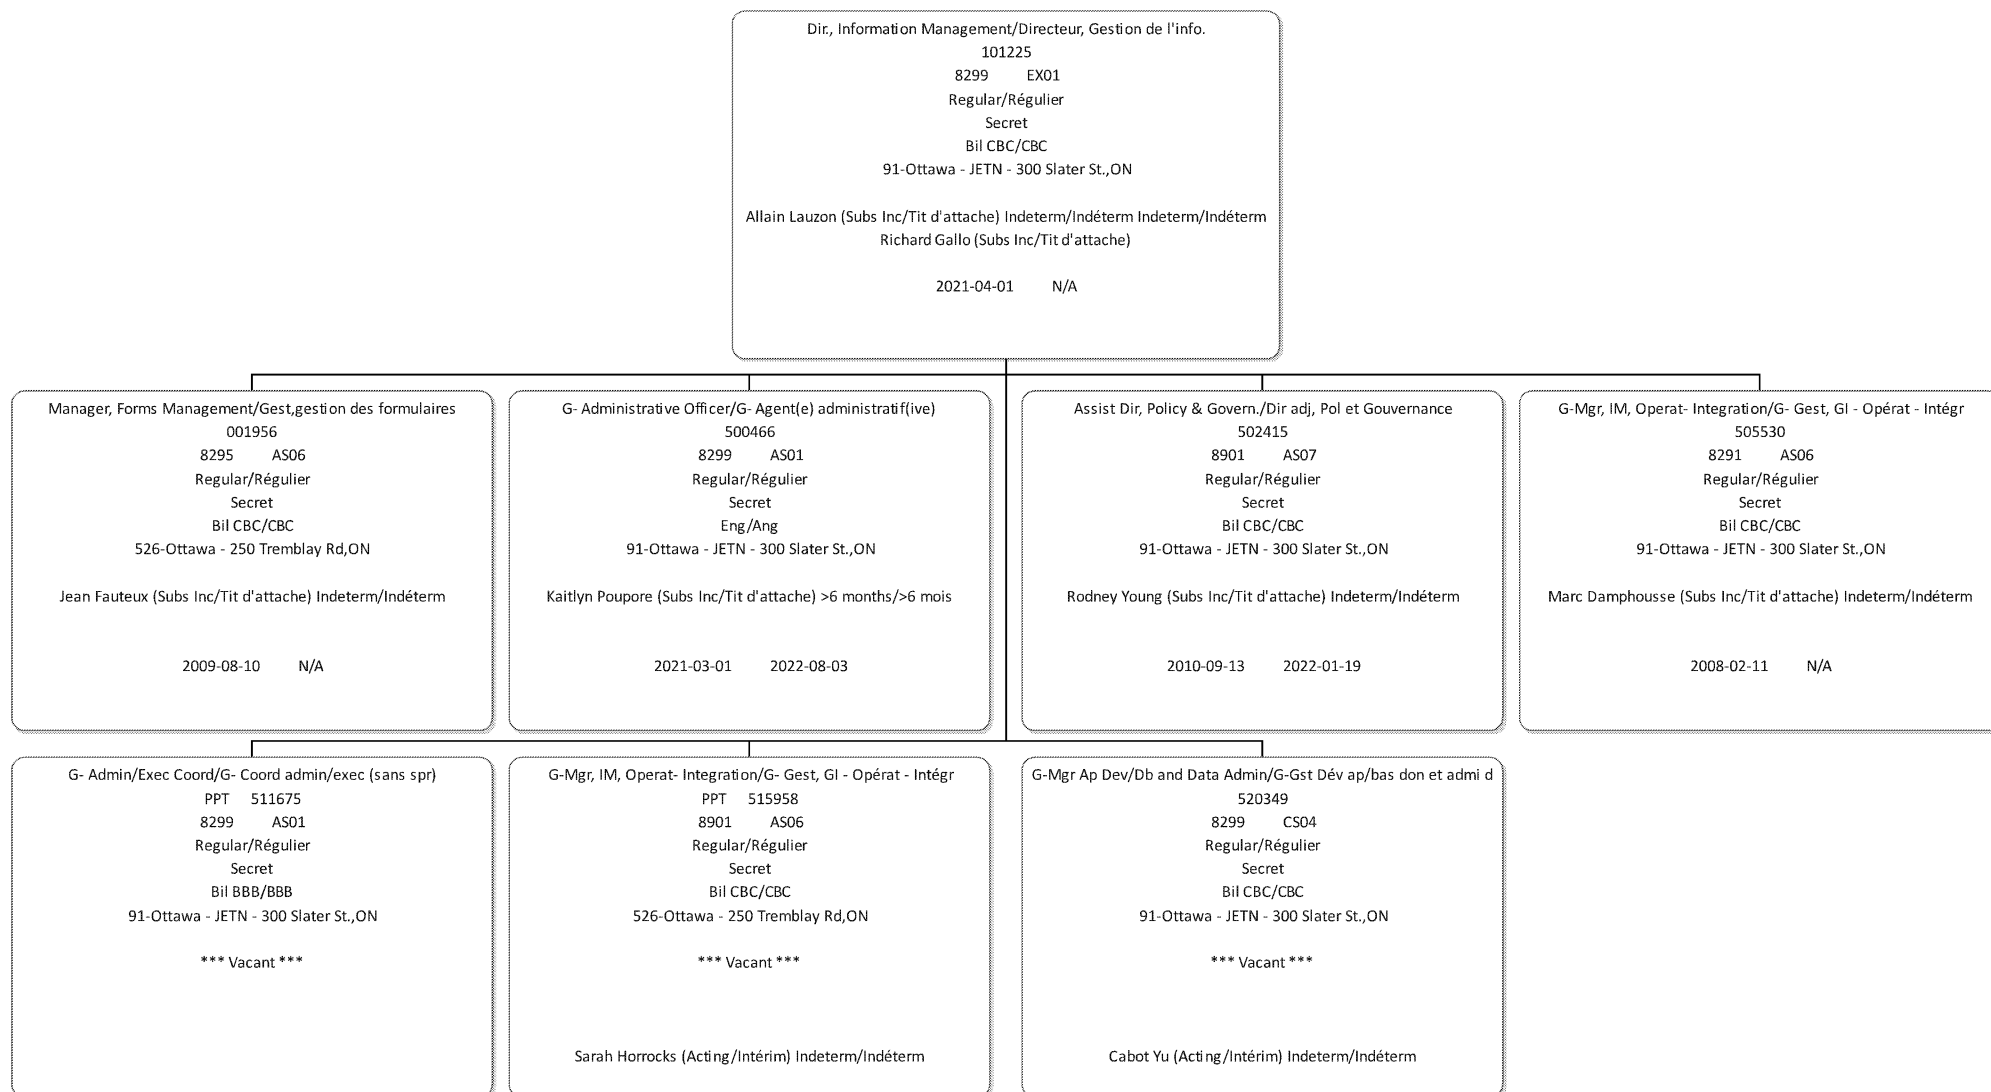 Dir., Information Management/Directeur, Gestion de l'info.
101225
8299 EX01
Regular/Régulier
Secret
Bil CBC/CBC
91-Ottawa - JETN - 300 Slater St.,ON
Allain Lauzon (Subs Inc/Tit d'attache) Indeterm/Indéterm Indeterm/Indéterm
Richard Gallo (Subs Inc/Tit d'attache)
2021-04-01 N/A
Manager, Forms Management/Gest,gestion des formulaires
001956
8295 AS06
Regular/Régulier
Secret
Bil CBC/CBC
526-Ottawa - 250 Tremblay Rd,ON
Jean Fauteux (Subs Inc/Tit d'attache) Indeterm/Indéterm
2009-08-10 N/A
G- Administrative Officer/G- Agent(e) administratif(ive)
500466
8299 AS01
Regular/Régulier
Secret
Eng/Ang
91-Ottawa - JETN - 300 Slater St.,ON
Kaitlyn Poupore (Subs Inc/Tit d'attache) >6 months/>6 mois
2021-03-01 2022-08-03
Assist Dir, Policy & Govern./Dir adj, Pol et Gouvernance
502415
8901 AS07
Regular/Régulier
Secret
Bil CBC/CBC
91-Ottawa - JETN - 300 Slater St.,ON
Rodney Young (Subs Inc/Tit d'attache) Indeterm/Indéterm
2010-09-13 2022-01-19
G-Mgr, IM, Operat- Integration/G- Gest, GI - Opérat - Intégr
505530
8291 AS06
Regular/Régulier
Secret
Bil CBC/CBC
91-Ottawa - JETN - 300 Slater St.,ON
Marc Damphousse (Subs Inc/Tit d'attache) Indeterm/Indéterm
2008-02-11 N/A
G- Admin/Exec Coord/G- Coord admin/exec (sans spr)
PPT 511675
8299 AS01
Regular/Régulier
Secret
Bil BBB/BBB
91-Ottawa - JETN - 300 Slater St.,ON
*** Vacant ***
G-Mgr, IM, Operat- Integration/G- Gest, GI - Opérat - Intégr
PPT 515958
8901 AS06
Regular/Régulier
Secret
Bil CBC/CBC
526-Ottawa - 250 Tremblay Rd,ON
*** Vacant ***
Sarah Horrocks (Acting/Intérim) Indeterm/Indéterm
G-Mgr Ap Dev/Db and Data Admin/G-Gst Dév ap/bas don et admi d
520349
8299 CS04
Regular/Régulier
Secret
Bil CBC/CBC
91-Ottawa - JETN - 300 Slater St.,ON
*** Vacant ***
Cabot Yu (Acting/Intérim) Indeterm/Indéterm